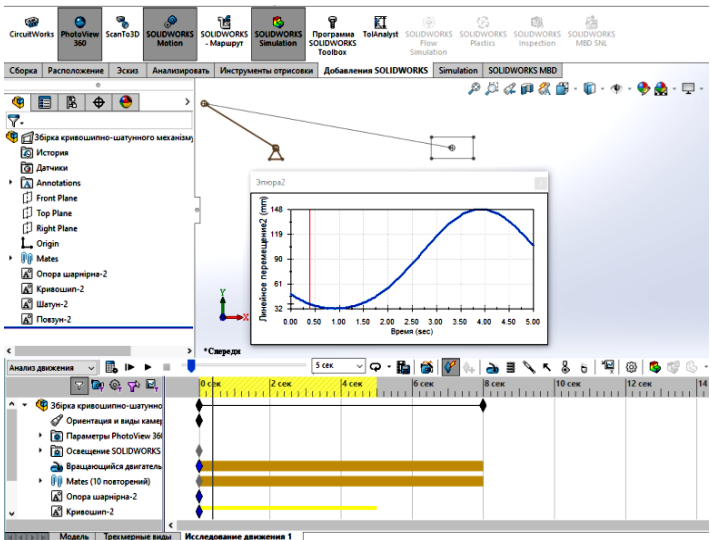 CircuitWorks
PhotoView 360
ScanTo3D
SOLIDWORKS Motion
SOLIDWORKS - Маршрут
SOLIDWORKS Simulation
Программа SOLIDWORKS Toolbox
TolAnalyst
SOLIDWORKS Flow Simulation
SOLIDWORKS Plastics
SOLIDWORKS Inspection
SOLIDWORKS MBD SNL
Сборка Расположение Эскиз Анализировать Инструменты отрисовки Добавления SOLIDWORKS Simulation SOLIDWORKS MBD
Збірка кривошипно-шатунного механізму
История
Датчики
Annotations
Front Plane
Top Plane
Right Plane
Origin
Mates
Опора шарнірна-2
Кривошип-2
Шатун-2
Повзун-2
Эпюра2
Линейное перемещение2 (mm)
148
119
90
61
32
0.00 0.50 1.00 1.50 2.00 2.50 3.00 3.50 4.00 4.50 5.00
Время (sec)
Y
X
*Спереди
Анализ движения
5 сек
0 сек 2 сек 4 сек 6 сек 8 сек 10 сек 12 сек 14
Збірка кривошипно-шатунно
Ориентация и виды камер
Параметры PhotoView 36
Освещение SOLIDWORKS
Вращающийся двигатель
Mates (10 повторений)
Опора шарнірна-2
Кривошип-2
Модель Трехмерные виды Исследование движения 1